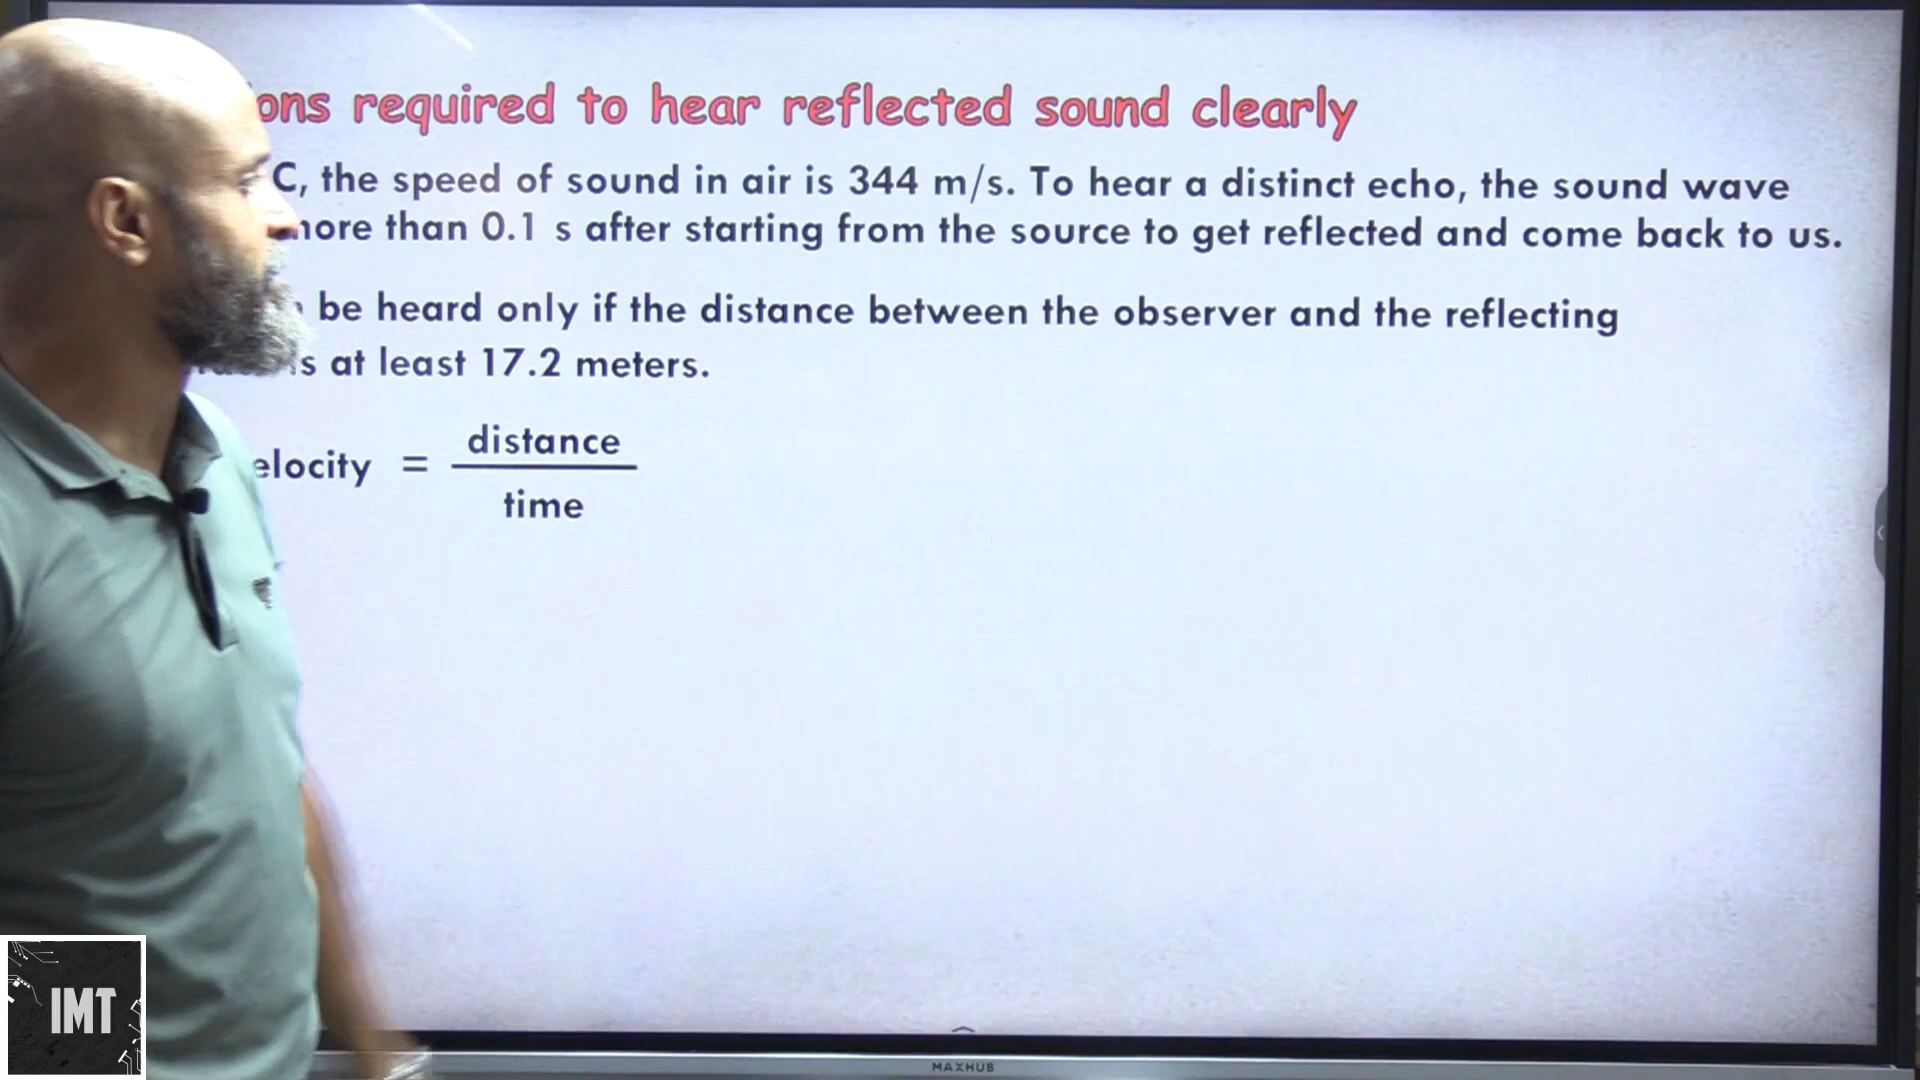 required to hear reflected sound clearly
C, the speed of sound in air is 344 m/s. To hear a distinct echo, the sound wave
than 0.1 s after starting from the source to get reflected and come back to us.
be heard only if the distance between the observer and the reflecting
at least 17.2 meters.
distance
=
time
IMT
MAXHUB